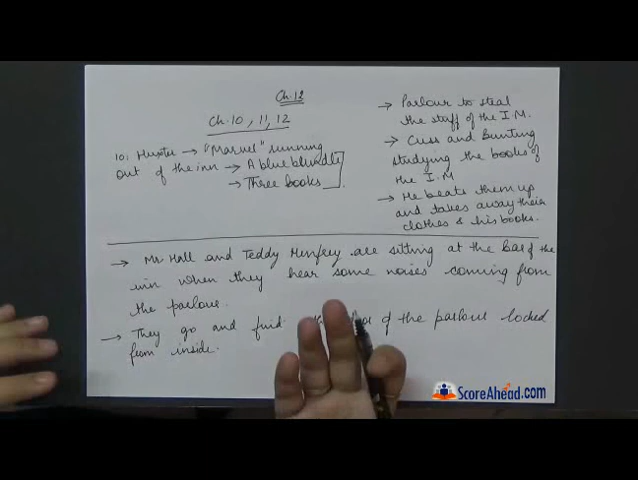 Ch.12
Ch.10, 11, 12
10: Huxter → "Marvel" running
out of the inn → A blue blundle
→ Three books
→ Parlour to steal
the stuff of the I.M.
→ Cuss and Bunting
studying the books of
the I.M
→ He beats them up
and takes away their
clothes & his books.
→ Mr Hall and Teddy Henfrey are sitting at the bar of the
inn when they hear some noises coming from
the parlour.
→ They go and find of the parlour locked
from inside.
ScoreAhead.com